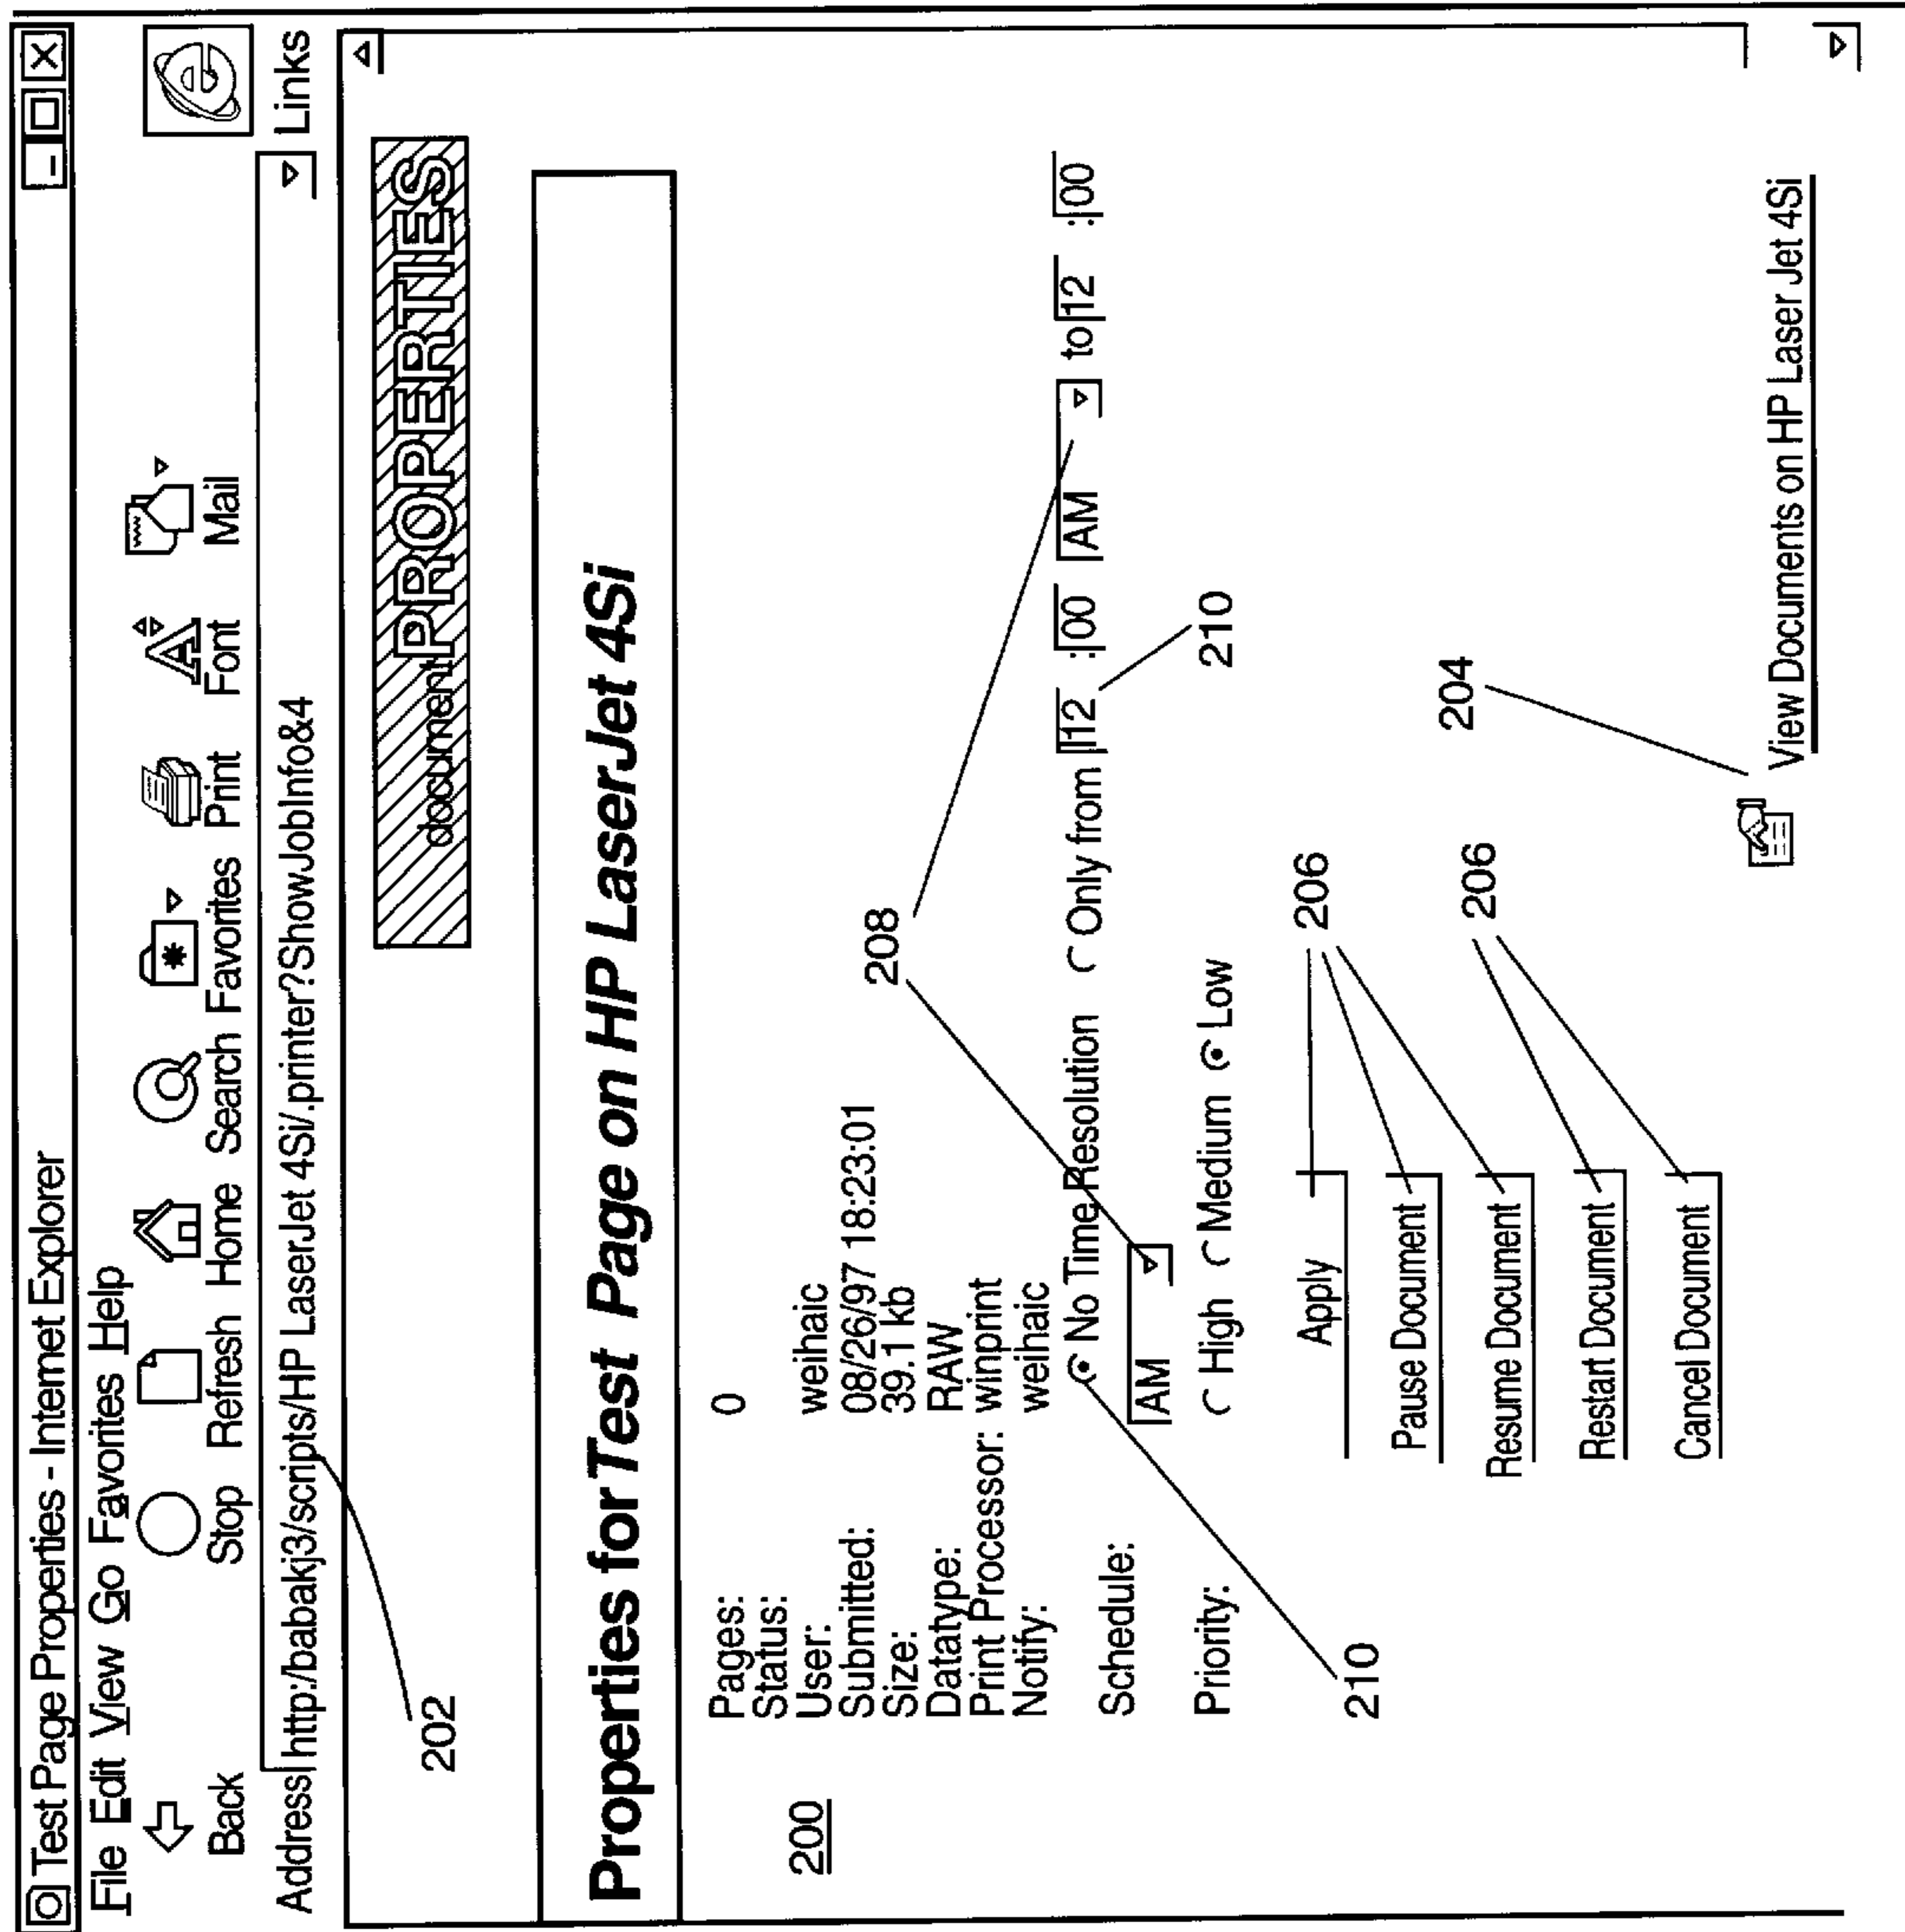 Test Page Properties - Internet Explorer
File Edit View Go Favorites Help
Back Stop Refresh Home Search Favorites Print Font Mail
Address http:/babakj3/scripts/HP LaserJet 4Si/.printer?ShowJobInfo&4 Links
202
document PROPERTIES
Properties for Test Page on HP LaserJet 4Si
200
Pages: 0
Status:
User: weihaic
Submitted: 08/26/97 18:23:01
Size: 39.1 kb
Datatype: RAW
Print Processor: winprint
Notify: weihaic
208
No Time Resolution Only from 12 :00 AM to 12 :00
Schedule:
AM
Priority: High Medium Low
210
210
Apply
206
Pause Document
Resume Document
204
206
Restart Document
Cancel Document
View Documents on HP Laser Jet 4Si